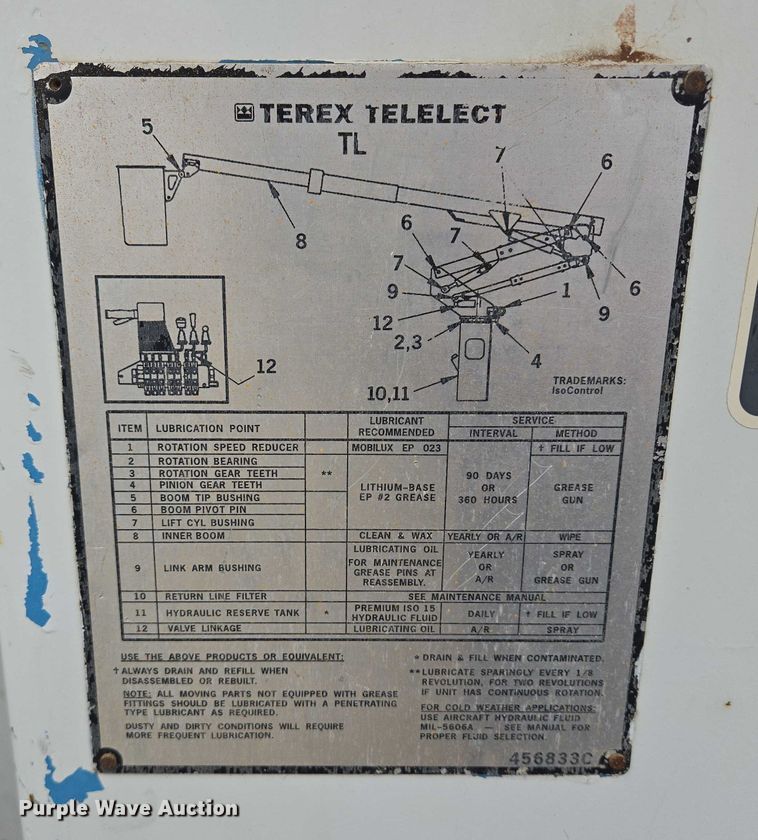 TEREX TELELECT
TL
5
7
6
8
6
7
7
9
12
2,3
1
6
9
4
10,11
12
TRADEMARKS:
IsoControl
ITEM LUBRICATION POINT LUBRICANT RECOMMENDED SERVICE INTERVAL METHOD
1 ROTATION SPEED REDUCER MOBILUX EP 023 † FILL IF LOW
2 ROTATION BEARING
3 ROTATION GEAR TEETH **
4 PINION GEAR TEETH
5 BOOM TIP BUSHING
6 BOOM PIVOT PIN
7 LIFT CYL BUSHING
LITHIUM-BASE
EP #2 GREASE
90 DAYS
OR
360 HOURS
GREASE
GUN
8 INNER BOOM CLEAN & WAX YEARLY OR A/R WIPE
9 LINK ARM BUSHING
LUBRICATING OIL
FOR MAINTENANCE
GREASE PINS AT
REASSEMBLY.
YEARLY
OR
A/R
SPRAY
OR
GREASE GUN
10 RETURN LINE FILTER SEE MAINTENANCE MANUAL
11 HYDRAULIC RESERVE TANK * PREMIUM ISO 15 HYDRAULIC FLUID DAILY † FILL IF LOW
12 VALVE LINKAGE LUBRICATING OIL A/R SPRAY
USE THE ABOVE PRODUCTS OR EQUIVALENT:
† ALWAYS DRAIN AND REFILL WHEN
DISASSEMBLED OR REBUILT.
NOTE: ALL MOVING PARTS NOT EQUIPPED WITH GREASE
FITTINGS SHOULD BE LUBRICATED WITH A PENETRATING
TYPE LUBRICANT AS REQUIRED.
DUSTY AND DIRTY CONDITIONS WILL REQUIRE
MORE FREQUENT LUBRICATION.
* DRAIN & FILL WHEN CONTAMINATED.
** LUBRICATE SPARINGLY EVERY 1/8
REVOLUTION, FOR TWO REVOLUTIONS
IF UNIT HAS CONTINUOUS ROTATION.
FOR COLD WEATHER APPLICATIONS:
USE AIRCRAFT HYDRAULIC FLUID
MIL-5606A — SEE MANUAL FOR
PROPER FLUID SELECTION.
456833C
Purple Wave Auction